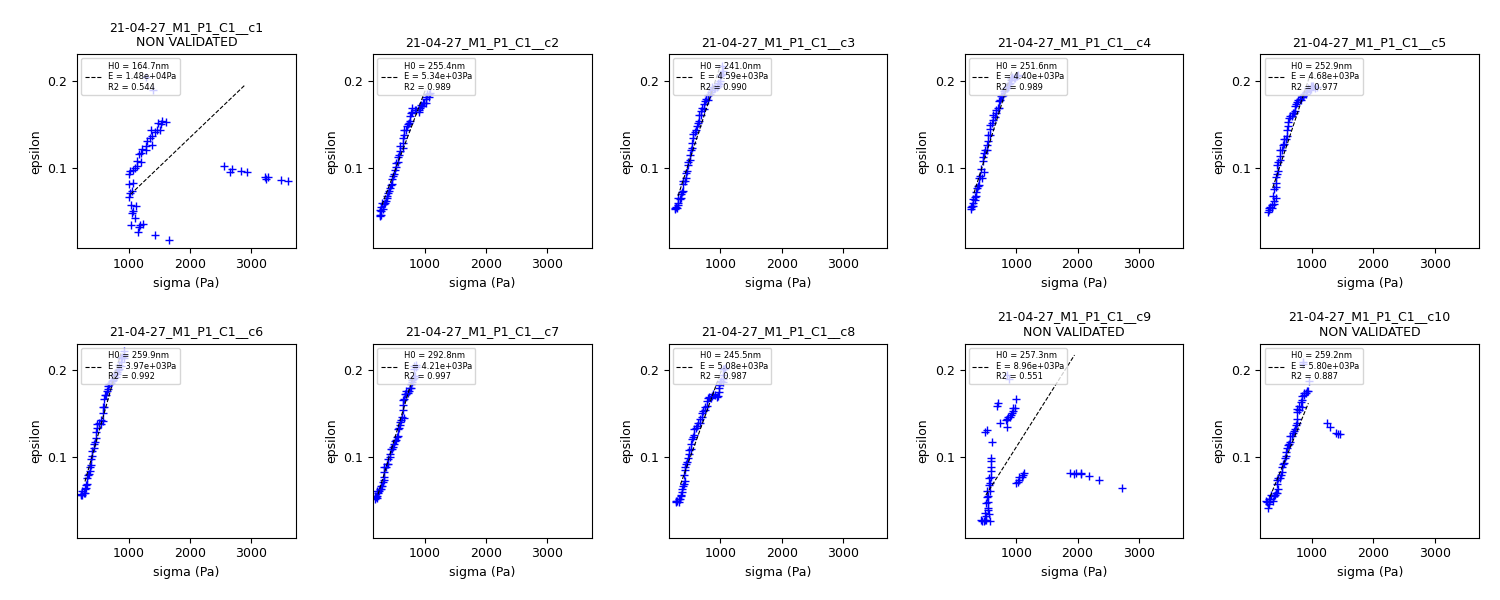 21-04-27_M1_P1_C1__c1
NON VALIDATED
H0 = 164.7nm
E = 1.48e+04Pa
R2 = 0.544
0.2
0.1
epsilon
1000 2000 3000
sigma (Pa)
21-04-27_M1_P1_C1__c2
H0 = 255.4nm
E = 5.34e+03Pa
R2 = 0.989
0.2
0.1
epsilon
1000 2000 3000
sigma (Pa)
21-04-27_M1_P1_C1__c3
H0 = 241.0nm
E = 4.59e+03Pa
R2 = 0.990
0.2
0.1
epsilon
1000 2000 3000
sigma (Pa)
21-04-27_M1_P1_C1__c4
H0 = 251.6nm
E = 4.40e+03Pa
R2 = 0.989
0.2
0.1
epsilon
1000 2000 3000
sigma (Pa)
21-04-27_M1_P1_C1__c5
H0 = 252.9nm
E = 4.68e+03Pa
R2 = 0.977
0.2
0.1
epsilon
1000 2000 3000
sigma (Pa)
21-04-27_M1_P1_C1__c6
H0 = 259.9nm
E = 3.97e+03Pa
R2 = 0.992
0.2
0.1
epsilon
1000 2000 3000
sigma (Pa)
21-04-27_M1_P1_C1__c7
H0 = 292.8nm
E = 4.21e+03Pa
R2 = 0.997
0.2
0.1
epsilon
1000 2000 3000
sigma (Pa)
21-04-27_M1_P1_C1__c8
H0 = 245.5nm
E = 5.08e+03Pa
R2 = 0.987
0.2
0.1
epsilon
1000 2000 3000
sigma (Pa)
21-04-27_M1_P1_C1__c9
NON VALIDATED
H0 = 257.3nm
E = 8.96e+03Pa
R2 = 0.551
0.2
0.1
epsilon
1000 2000 3000
sigma (Pa)
21-04-27_M1_P1_C1__c10
NON VALIDATED
H0 = 259.2nm
E = 5.80e+03Pa
R2 = 0.887
0.2
0.1
epsilon
1000 2000 3000
sigma (Pa)